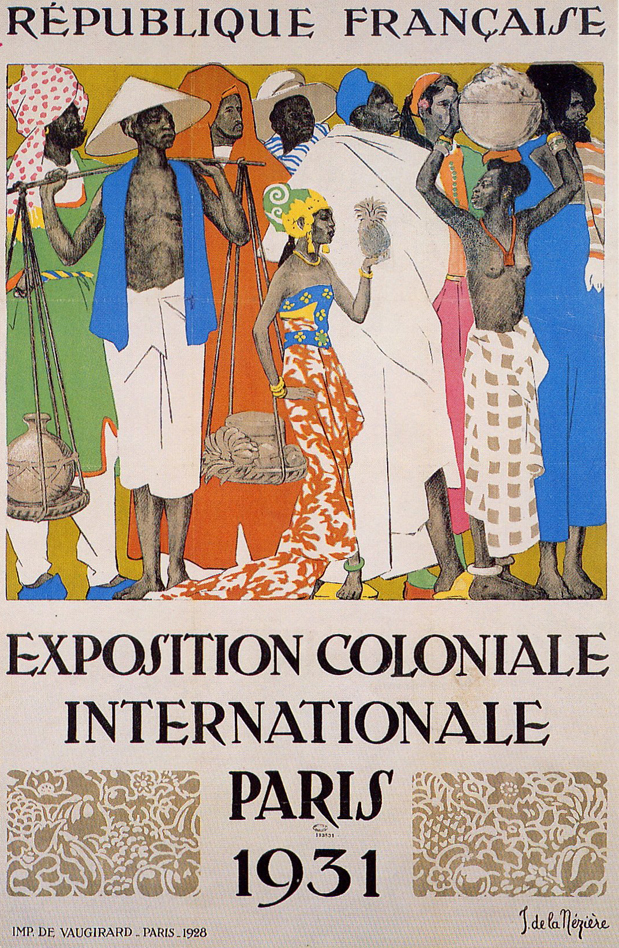 RÉPUBLIQUE FRANÇAISE
EXPOSITION COLONIALE
INTERNATIONALE
PARIS
1931
IMP. DE VAUGIRARD - PARIS - 1928
J. de la Nézière